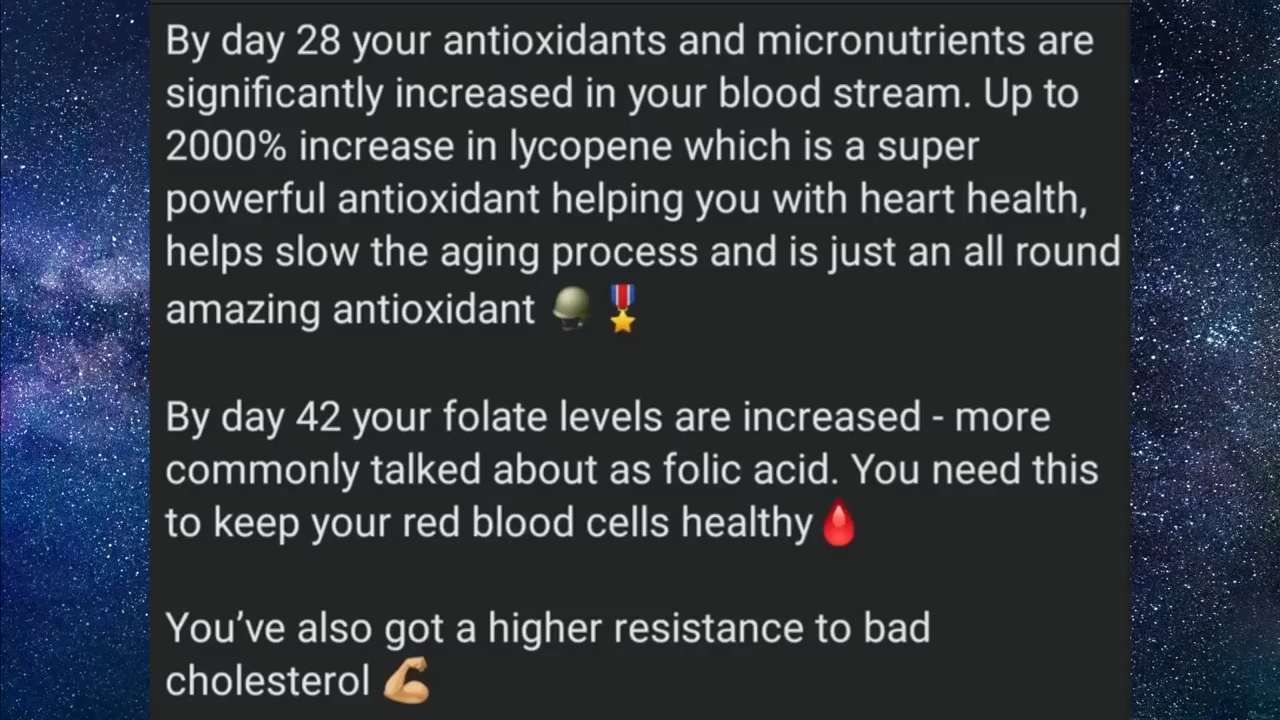 By day 28 your antioxidants and micronutrients are
significantly increased in your blood stream. Up to
2000% increase in lycopene which is a super
powerful antioxidant helping you with heart health,
helps slow the aging process and is just an all round
amazing antioxidant 🪖 🎖️
By day 42 your folate levels are increased - more
commonly talked about as folic acid. You need this
to keep your red blood cells healthy🩸
You’ve also got a higher resistance to bad
cholesterol 💪🏼